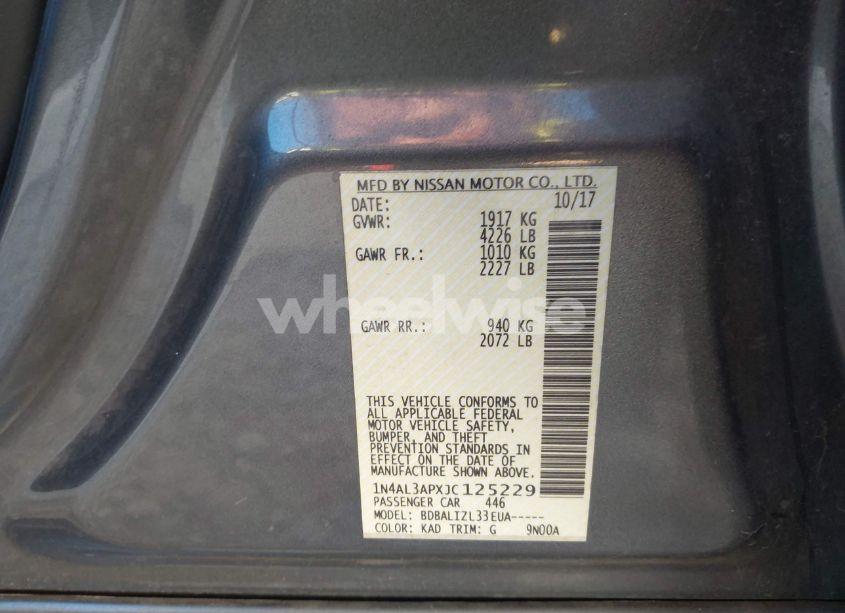 MFD BY NISSAN MOTOR CO., LTD.
DATE: 10/17
GVWR: 1917 KG
4226 LB
GAWR FR.: 1010 KG
2227 LB
wheelwise
GAWR RR.: 940 KG
2072 LB
THIS VEHICLE CONFORMS TO
ALL APPLICABLE FEDERAL
MOTOR VEHICLE SAFETY,
BUMPER, AND THEFT
PREVENTION STANDARDS IN
EFFECT ON THE DATE OF
MANUFACTURE SHOWN ABOVE.
1N4AL3APXJC125229
PASSENGER CAR 446
MODEL: BDBALIZL33EUA-----
COLOR: KAD TRIM: G 9N00A